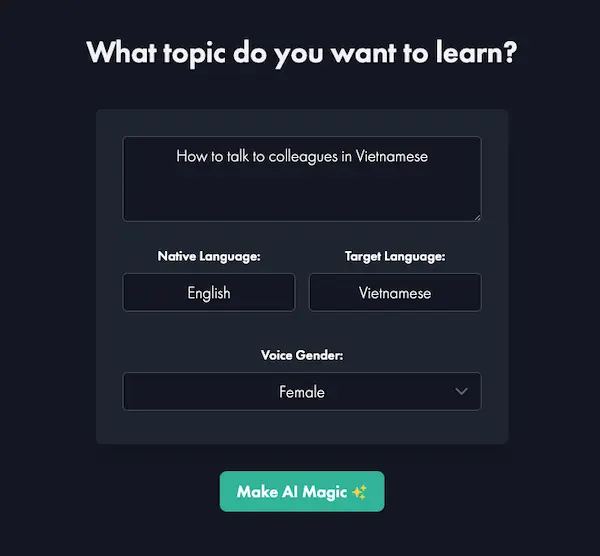 What topic do you want to learn?
How to talk to colleagues in Vietnamese
Native Language:
Target Language:
English
Vietnamese
Voice Gender:
Female
Make AI Magic ✨